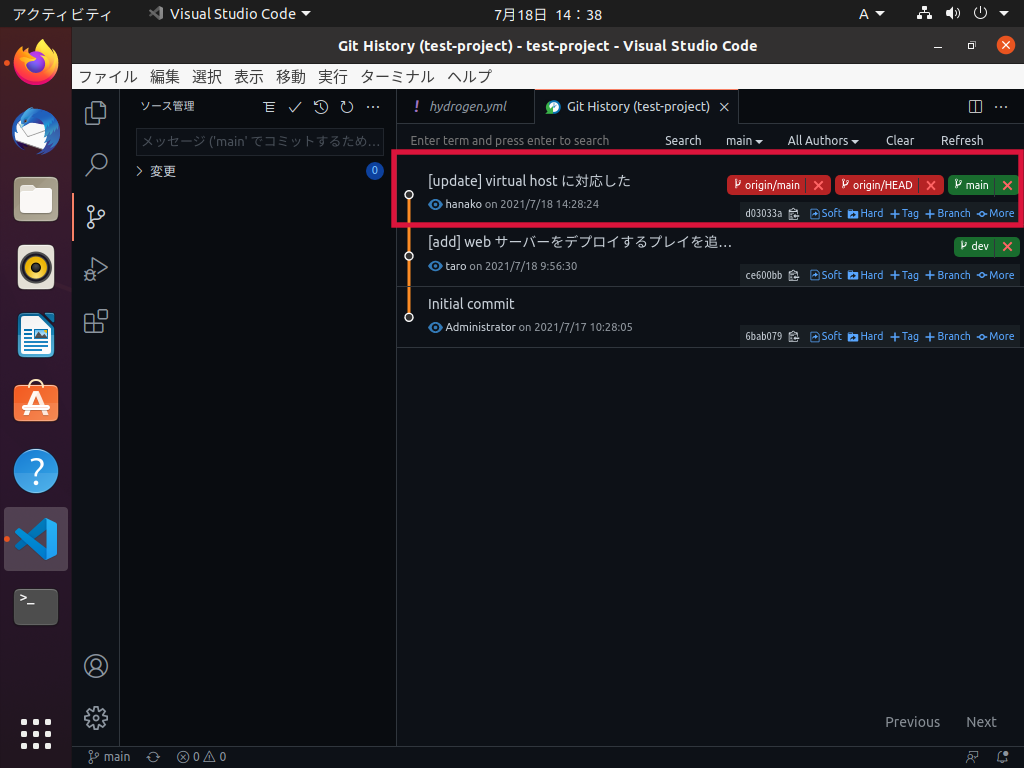 アクティビティ Visual Studio Code 7月18日 14:38 A
Git History (test-project) - test-project - Visual Studio Code
ファイル 編集 選択 表示 移動 実行 ターミナル ヘルプ
ソース管理
メッセージ ('main' でコミットするため...
変更 0
hydrogen.yml Git History (test-project)
Enter term and press enter to search Search main All Authors Clear Refresh
[update] virtual host に対応した origin/main origin/HEAD main
hanako on 2021/7/18 14:28:24 d03033a Soft Hard +Tag +Branch More
[add] web サーバーをデプロイするプレイを追... dev
taro on 2021/7/18 9:56:30 ce600bb Soft Hard +Tag +Branch More
Initial commit
Administrator on 2021/7/17 10:28:05 6bab079 Soft Hard +Tag +Branch More
Previous Next
main 0 0